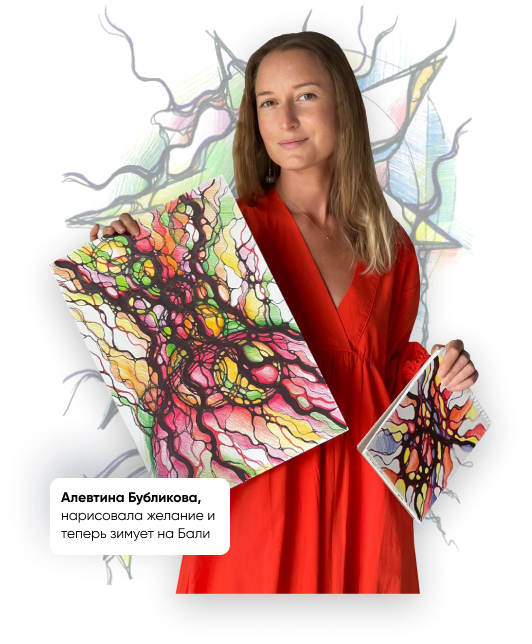 Алевтина Бубликова,
нарисовала желание и
теперь зимует на Бали